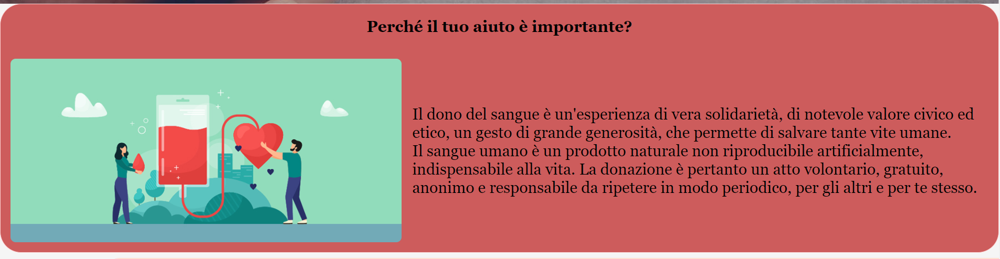 Perché il tuo aiuto è importante?
Il dono del sangue è un'esperienza di vera solidarietà, di notevole valore civico ed
etico, un gesto di grande generosità, che permette di salvare tante vite umane.
Il sangue umano è un prodotto naturale non riproducibile artificialmente,
indispensabile alla vita. La donazione è pertanto un atto volontario, gratuito,
anonimo e responsabile da ripetere in modo periodico, per gli altri e per te stesso.